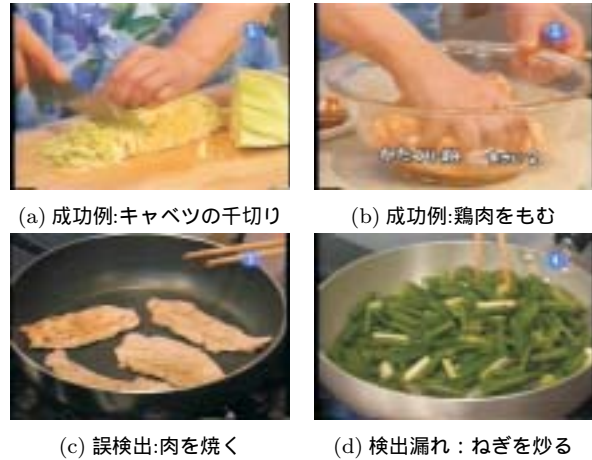 (a) 成功例:キャベツの千切り
(b) 成功例:鶏肉をもむ
(c) 誤検出:肉を焼く
(d) 検出漏れ：ねぎを炒る